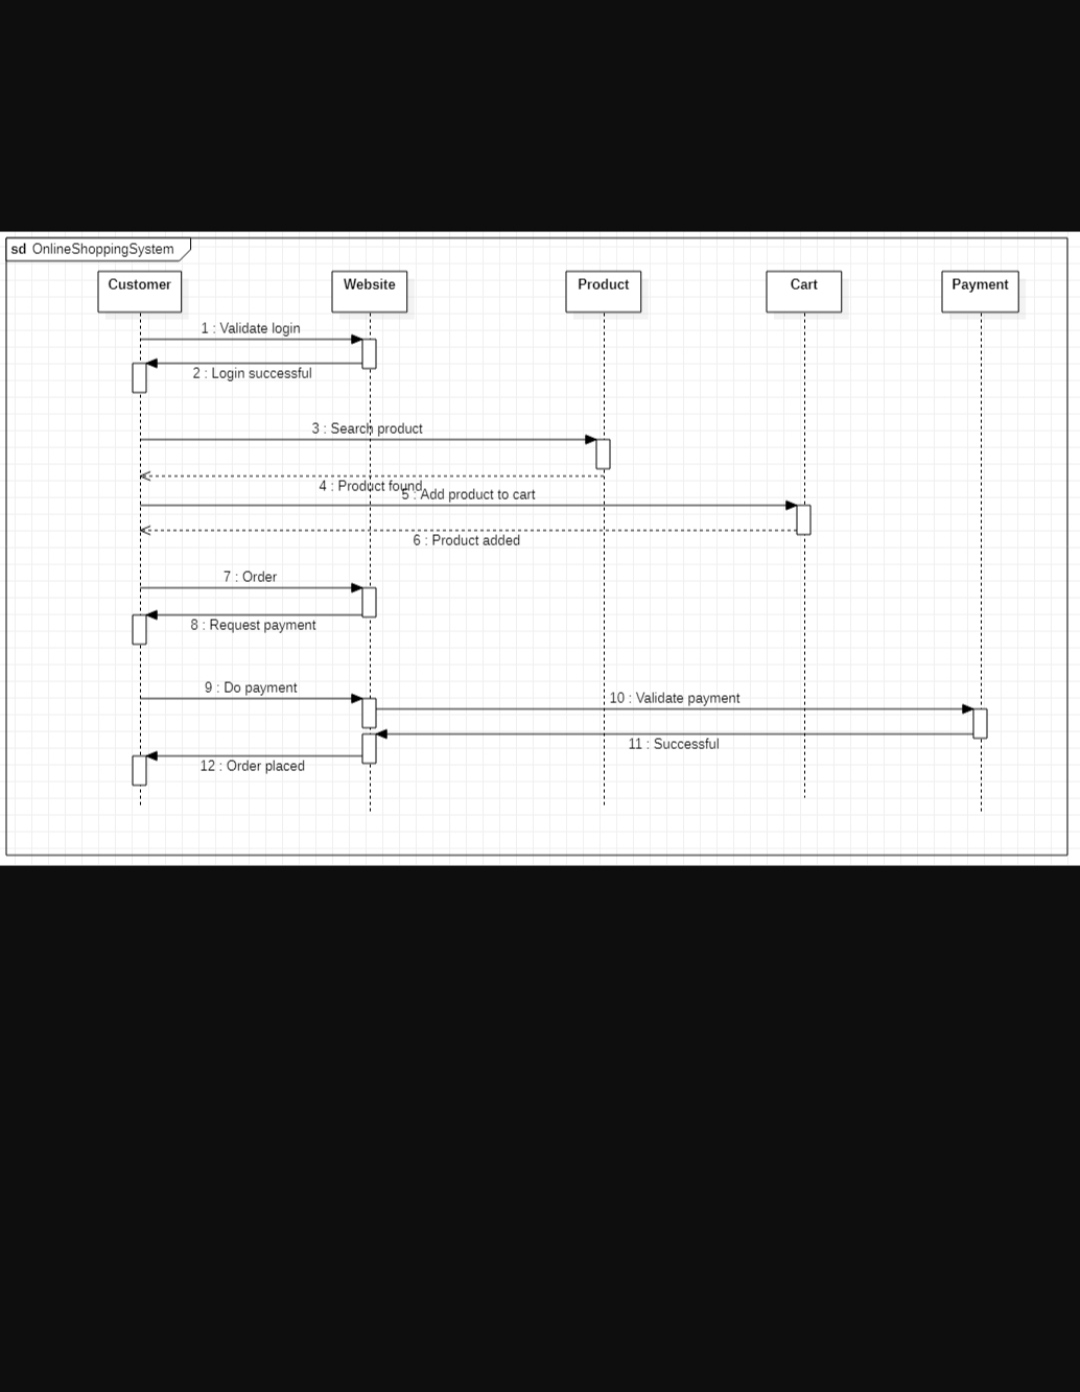 sd OnlineShoppingSystem
Customer
Website
Product
Cart
Payment
1 : Validate login
2 : Login successful
3 : Search product
4 : Product found
5 : Add product to cart
6 : Product added
7 : Order
8 : Request payment
9 : Do payment
10 : Validate payment
11 : Successful
12 : Order placed